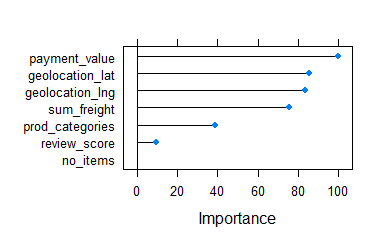 payment_value
geolocation_lat
geolocation_lng
sum_freight
prod_categories
review_score
no_items
0 20 40 60 80 100
Importance